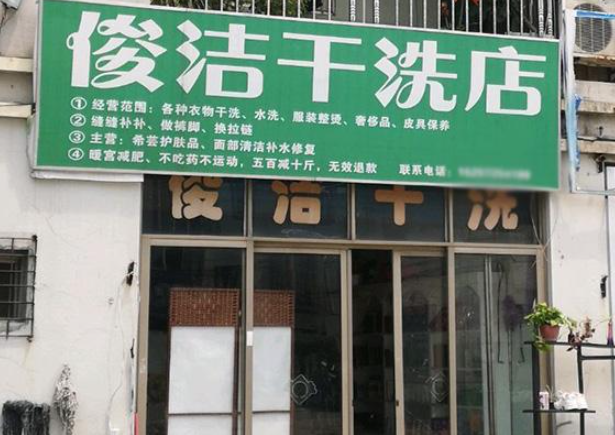 俊洁干洗店
① 经营范围：各种衣物干洗、水洗、服装整烫、奢侈品、皮具保养
② 缝缝补补、做裤脚、换拉链
③ 主营：希芸护肤品、面部清洁补水修复
④ 暖宫减肥、不吃药不运动，五百减十斤，无效退款 联系电话
俊洁干洗